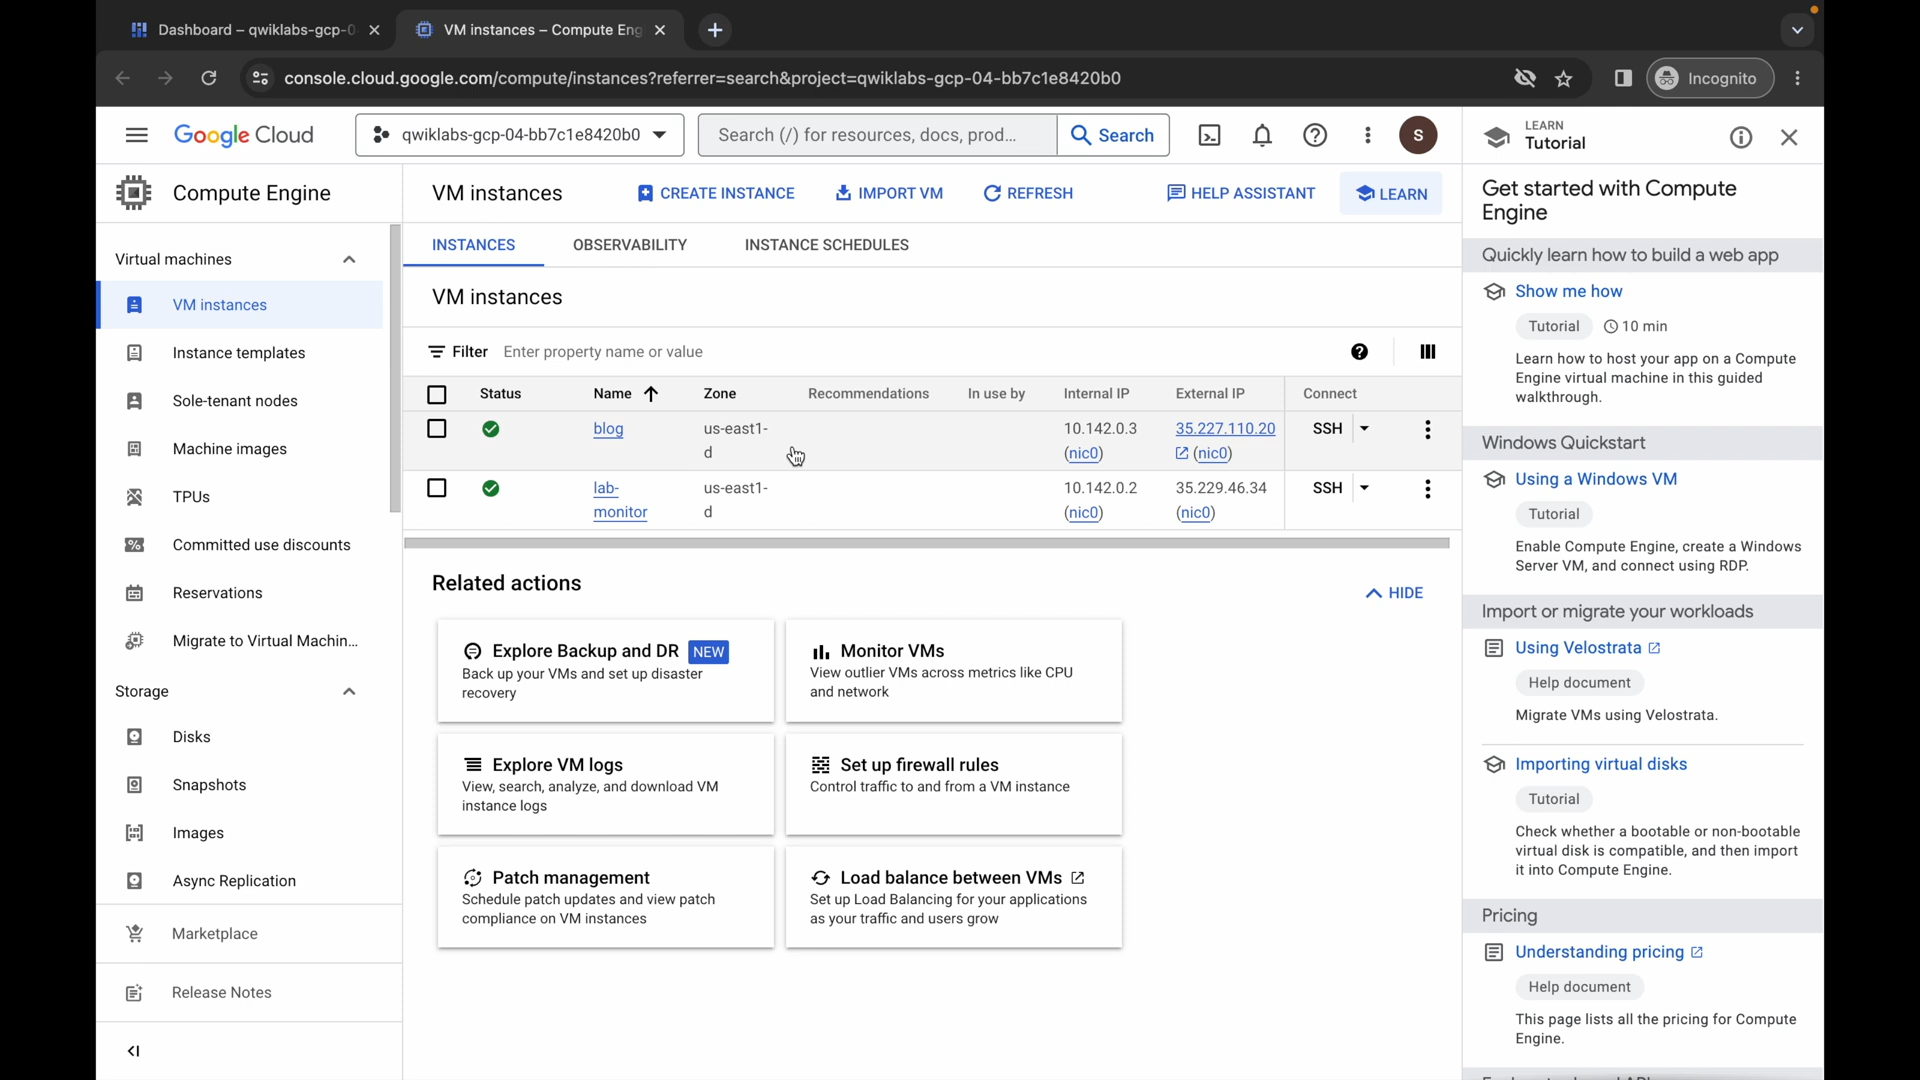 Dashboard – qwiklabs-gcp-0
VM instances – Compute Eng
console.cloud.google.com/compute/instances?referrer=search&project=qwiklabs-gcp-04-bb7c1e8420b0
Incognito
Google Cloud
qwiklabs-gcp-04-bb7c1e8420b0
Search (/) for resources, docs, prod...
Search
S
LEARN
Tutorial
Compute Engine
VM instances
CREATE INSTANCE
IMPORT VM
REFRESH
HELP ASSISTANT
LEARN
Virtual machines
VM instances
Instance templates
Sole-tenant nodes
Machine images
TPUs
Committed use discounts
Reservations
Migrate to Virtual Machin...
Storage
Disks
Snapshots
Images
Async Replication
Marketplace
Release Notes
INSTANCES
OBSERVABILITY
INSTANCE SCHEDULES
VM instances
Filter
Enter property name or value
Status
Name
Zone
Recommendations
In use by
Internal IP
External IP
Connect
blog
us-east1-
d
10.142.0.3
(nic0)
35.227.110.20
(nic0)
SSH
lab-
monitor
us-east1-
d
10.142.0.2
(nic0)
35.229.46.34
(nic0)
SSH
Related actions
HIDE
Explore Backup and DR NEW
Back up your VMs and set up disaster
recovery
Monitor VMs
View outlier VMs across metrics like CPU
and network
Explore VM logs
View, search, analyze, and download VM
instance logs
Set up firewall rules
Control traffic to and from a VM instance
Patch management
Schedule patch updates and view patch
compliance on VM instances
Load balance between VMs
Set up Load Balancing for your applications
as your traffic and users grow
Get started with Compute
Engine
Quickly learn how to build a web app
Show me how
Tutorial
10 min
Learn how to host your app on a Compute
Engine virtual machine in this guided
walkthrough.
Windows Quickstart
Using a Windows VM
Tutorial
Enable Compute Engine, create a Windows
Server VM, and connect using RDP.
Import or migrate your workloads
Using Velostrata
Help document
Migrate VMs using Velostrata.
Importing virtual disks
Tutorial
Check whether a bootable or non-bootable
virtual disk is compatible, and then import
it into Compute Engine.
Pricing
Understanding pricing
Help document
This page lists all the pricing for Compute
Engine.